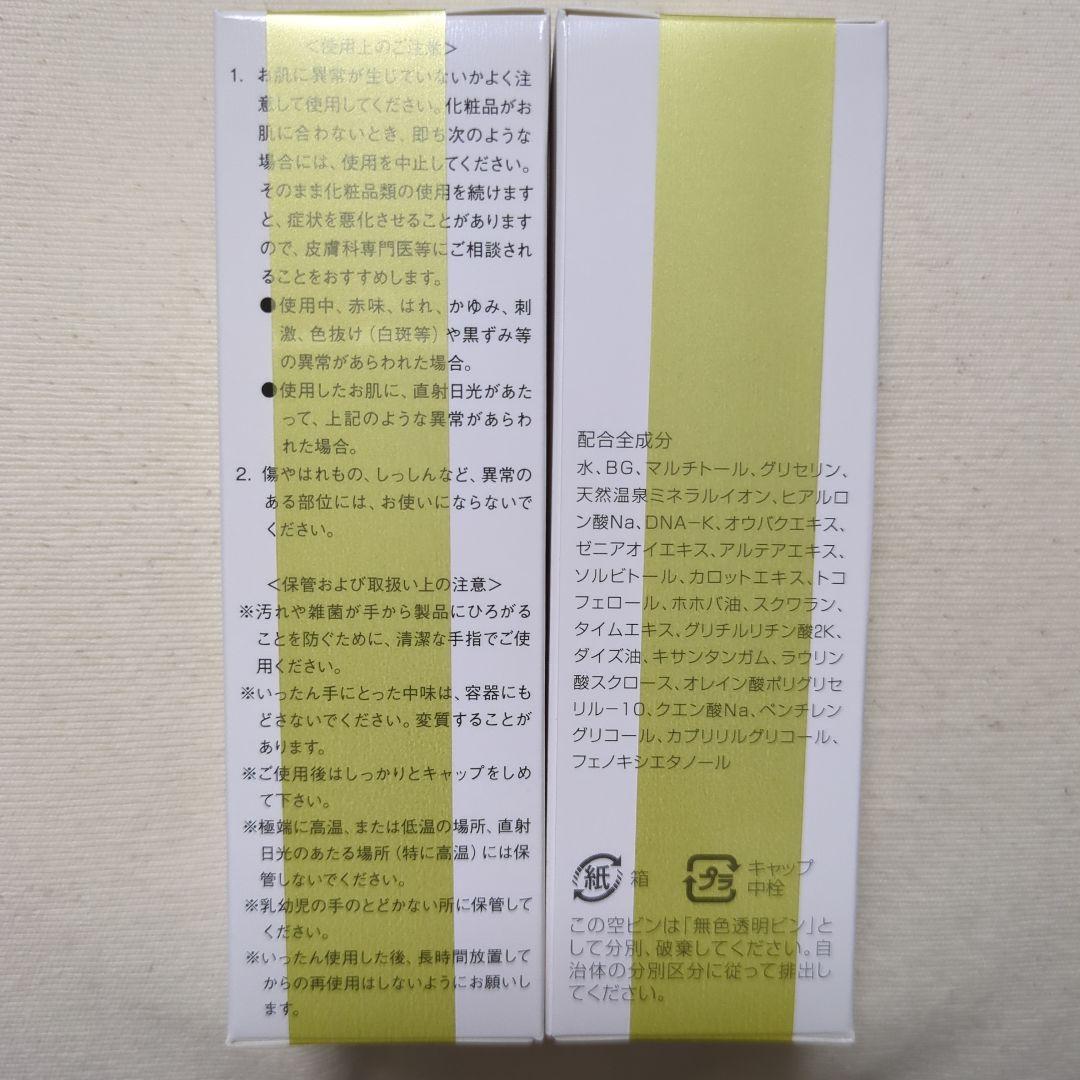 <使用上のご注意>
1. お肌に異常が生じていないかよく注
意して使用してください。化粧品がお
肌に合わないとき、即ち次のような
場合には、使用を中止してください。
そのまま化粧品類の使用を続けます
と、症状を悪化させることがあります
ので、皮膚科専門医等にご相談され
ることをおすすめします。
●使用中、赤味、はれ、かゆみ、刺
激、色抜け(白斑等)や黒ずみ等
の異常があらわれた場合。
●使用したお肌に、直射日光があた
って、上記のような異常があらわ
れた場合。
2. 傷やはれもの、しっしんなど、異常の
ある部位には、お使いにならないで
ください。
<保管および取扱い上の注意>
※汚れや雑菌が手から製品にひろがる
ことを防ぐために、清潔な手指でご使
用ください。
※いったん手にとった中味は、容器にも
どさないでください。変質することが
あります。
※ご使用後はしっかりとキャップをしめ
て下さい。
※極端に高温、または低温の場所、直射
日光のあたる場所(特に高温)には保
管しないでください。
※乳幼児の手のとどかない所に保管して
ください。
※いったん使用した後、長時間放置して
からの再使用はしないようにお願いし
ます。
配合全成分
水、BG、マルチトール、グリセリン、
天然温泉ミネラルイオン、ヒアルロ
ン酸Na、DNA-K、オウバクエキス、
ゼニアオイエキス、アルテアエキス、
ソルビトール、カロットエキス、トコ
フェロール、ホホバ油、スクワラン、
タイムエキス、グリチルリチン酸2K、
ダイズ油、キサンタンガム、ラウリン
酸スクロース、オレイン酸ポリグリセ
リル-10、クエン酸Na、ペンチレン
グリコール、カプリリルグリコール、
フェノキシエタノール
紙 箱
プラ キャップ
中栓
この空ビンは「無色透明ビン」と
して分別、破棄してください。自
治体の分別区分に従って排出し
てください。